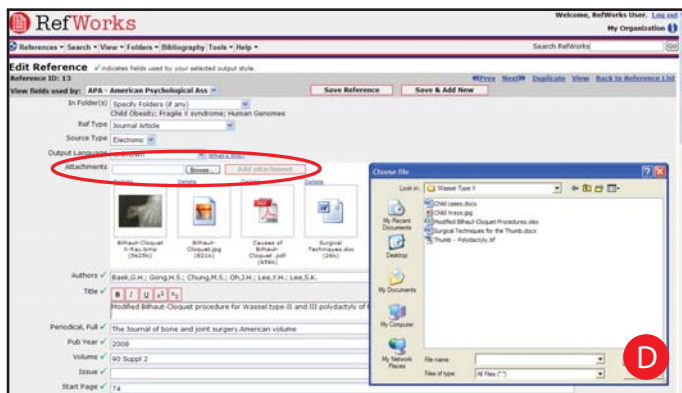 RefWorks
Welcome, RefWorks User. Log out
My Organization
References Search View Folders Bibliography Tools Help
Search RefWorks
Go
Edit Reference indicates fields used by your selected output style.
Reference ID: 13
Prev Next Duplicate View Back to Reference List
View fields used by: APA - American Psychological Ass
Save Reference
Save & Add New
In Folder(s) Specify Folders (if any)
Child Obesity; Fragile X syndrome; Human Genomes
Ref Type Journal Article
Source Type Electronic
Output Language Unknown What's this?
Attachments Browse... Add attachment
Delete Delete Delete Delete
Bilhaut-Cloquet X-Ray.bmp (5625k)
Bilhaut-Cloquet.jpg (821k)
Causes of Bilhaut-Cloquet .pdf
Surgical Techniques.doc (26k)
Authors Baek,G.H.; Gong,H.S.; Chung,M.S.; Oh,J.H.; Lee,Y.H.; Lee,S.K.
Title
B I U x² x₂
Modified Bilhaut-Cloquet procedure for Wassel type-II and III polydactyly of
Periodical, Full The Journal of bone and joint surgery.American volume
Pub Year 2008
Volume 90 Suppl 2
Issue
Start Page 74
Choose file
Look in: Wassel Type II
Child cases.docx
Child Xrays.jpg
Modified Bilhaut-Cloquet Procedures.xlsx
Surgical Techniques for the Thumb.docx
Thumb - Polydactyly.tif
My Recent Documents
Desktop
My Documents
My Computer
My Network Places
File name:
Files of type: All Files (*.*)
D